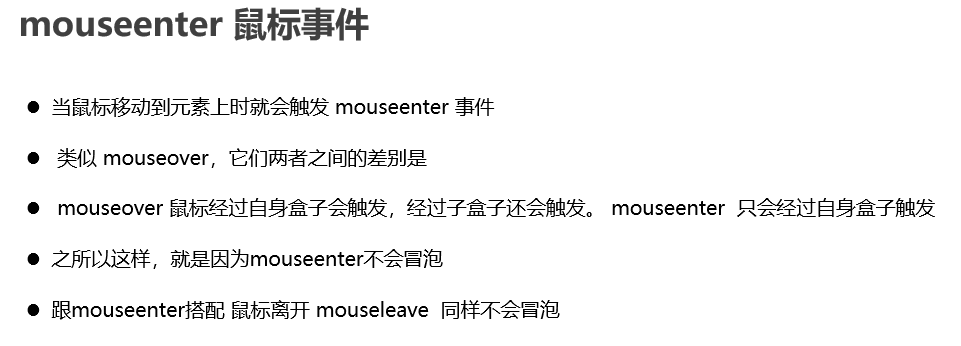 mouseenter 鼠标事件
● 当鼠标移动到元素上时就会触发 mouseenter 事件
● 类似 mouseover，它们两者之间的差别是
● mouseover 鼠标经过自身盒子会触发，经过子盒子还会触发。 mouseenter 只会经过自身盒子触发
● 之所以这样，就是因为mouseenter不会冒泡
● 跟mouseenter搭配 鼠标离开 mouseleave 同样不会冒泡